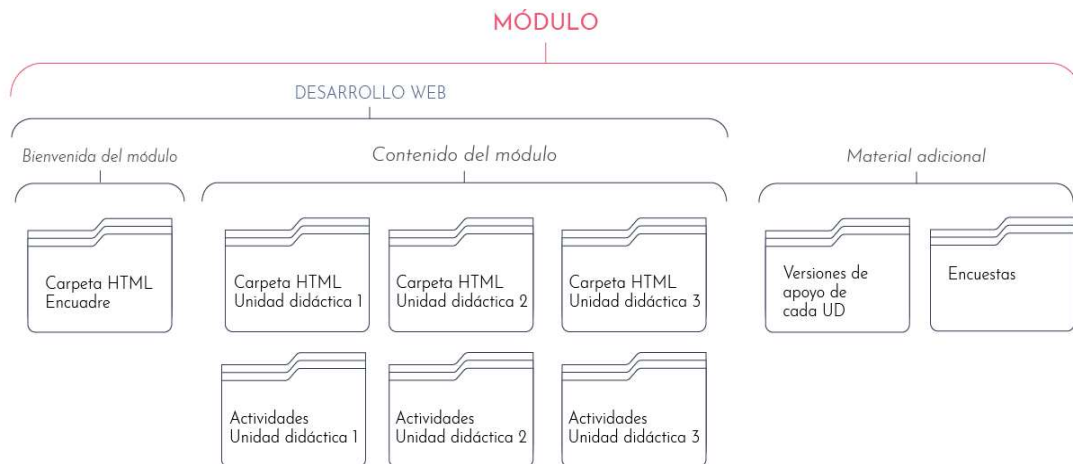 MÓDULO
DESARROLLO WEB
Bienvenida del módulo
Contenido del módulo
Material adicional
Carpeta HTML
Encuadre
Carpeta HTML
Unidad didáctica 1
Carpeta HTML
Unidad didáctica 2
Carpeta HTML
Unidad didáctica 3
Versiones de
apoyo de
cada UD
Encuestas
Actividades
Unidad didáctica 1
Actividades
Unidad didáctica 2
Actividades
Unidad didáctica 3